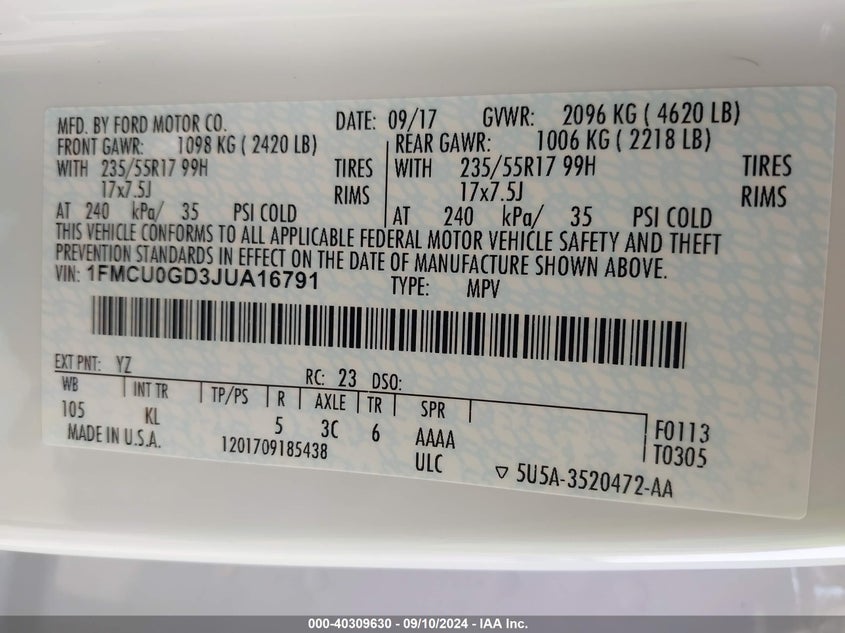 MFD. BY FORD MOTOR CO. DATE: 09/17 GVWR: 2096 KG ( 4620 LB)
FRONT GAWR: 1098 KG ( 2420 LB) REAR GAWR: 1006 KG ( 2218 LB)
WITH 235/55R17 99H TIRES WITH 235/55R17 99H TIRES
17x7.5J RIMS 17x7.5J RIMS
AT 240 kPa/ 35 PSI COLD AT 240 kPa/ 35 PSI COLD
THIS VEHICLE CONFORMS TO ALL APPLICABLE FEDERAL MOTOR VEHICLE SAFETY AND THEFT
PREVENTION STANDARDS IN EFFECT ON THE DATE OF MANUFACTURE SHOWN ABOVE.
VIN: 1FMCU0GD3JUA16791 TYPE: MPV
EXT PNT: YZ RC: 23 DSO:
WB INT TR TP/PS R AXLE TR SPR
105 KL 5 3C 6 AAAA F0113
MADE IN U.S.A. 1201709185438 ULC T0305
▽ 5U5A-3520472-AA
000-40309630 - 09/10/2024 - IAA Inc.